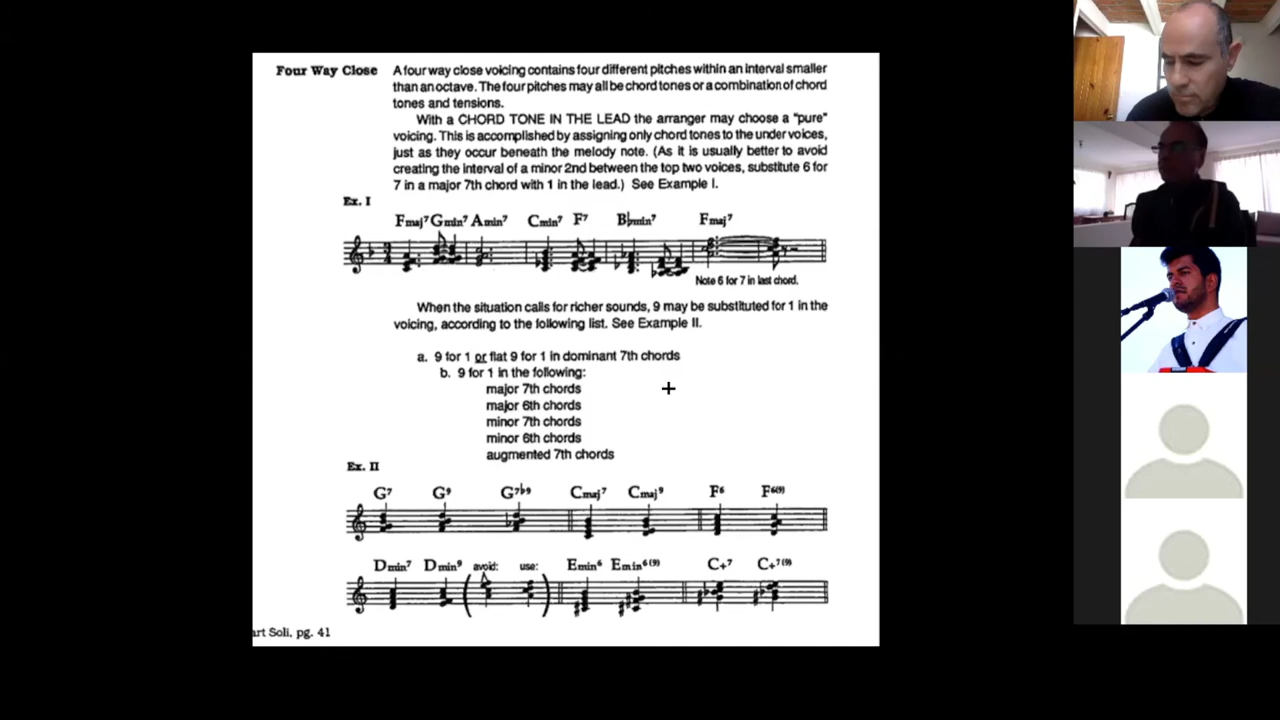 Four Way Close A four way close voicing contains four different pitches within an interval smaller
than an octave. The four pitches may all be chord tones or a combination of chord
tones and tensions.
With a CHORD TONE IN THE LEAD the arranger may choose a "pure"
voicing. This is accomplished by assigning only chord tones to the under voices,
just as they occur beneath the melody note. (As it is usually better to avoid
creating the interval of a minor 2nd between the top two voices, substitute 6 for
7 in a major 7th chord with 1 in the lead.) See Example I.
Ex. I
Fmaj7 Gmin7 Amin7 Cmin7 F7 B♭min7 Fmaj7
Note 6 for 7 in last chord.
When the situation calls for richer sounds, 9 may be substituted for 1 in the
voicing, according to the following list. See Example II.
a. 9 for 1 or flat 9 for 1 in dominant 7th chords
b. 9 for 1 in the following:
major 7th chords
major 6th chords
minor 7th chords
minor 6th chords
augmented 7th chords
Ex. II
G7 G9 G7♭9 Cmaj7 Cmaj9 F6 F6(9)
Dmin7 Dmin9 avoid: use: Emin6 Emin6(9) C+7 C+7(9)
art Soli, pg. 41